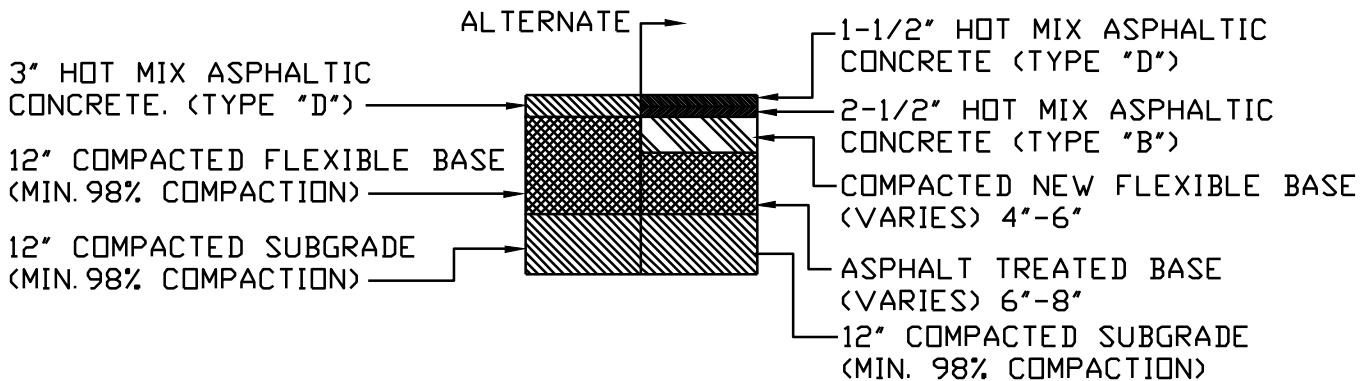 ALTERNATE
3" HOT MIX ASPHALTIC
CONCRETE. (TYPE "D")
12" COMPACTED FLEXIBLE BASE
(MIN. 98% COMPACTION)
12" COMPACTED SUBGRADE
(MIN. 98% COMPACTION)
1-1/2" HOT MIX ASPHALTIC
CONCRETE (TYPE "D")
2-1/2" HOT MIX ASPHALTIC
CONCRETE (TYPE "B")
COMPACTED NEW FLEXIBLE BASE
(VARIES) 4"-6"
ASPHALT TREATED BASE
(VARIES) 6"-8"
12" COMPACTED SUBGRADE
(MIN. 98% COMPACTION)